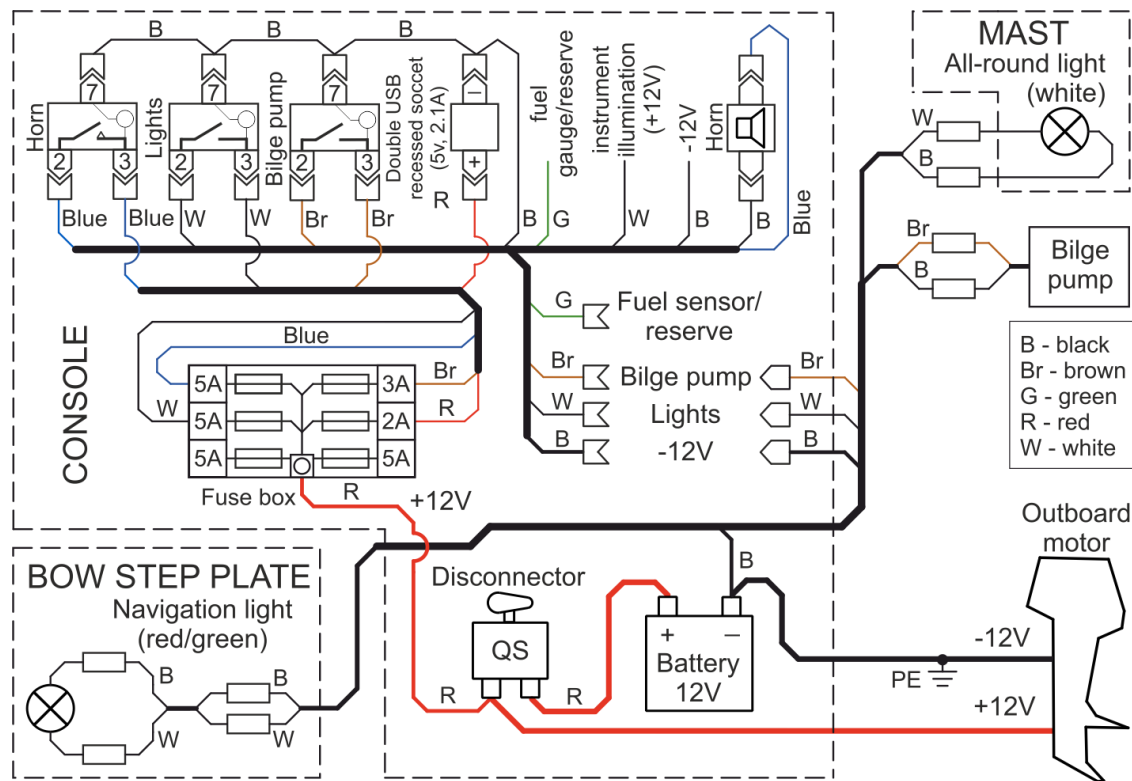 B
B
B
7
7
7
–
Horn
Lights
Bilge pump
Double USB
recessed soccet
(5v, 2.1A)
fuel
gauge/reserve
instrument
illumination
(+12V)
-12V
Horn
2
3
2
3
2
3
+
Blue
Blue
W
W
Br
Br
R
B
G
W
B
B
Blue
MAST
All-round light
(white)
W
B
Br
B
Bilge
pump
B - black
Br - brown
G - green
R - red
W - white
CONSOLE
Blue
W
Br
R
5A
3A
5A
2A
5A
5A
Fuse box
R
+12V
G
Fuel sensor/
reserve
Br
Bilge pump
Br
W
Lights
W
B
-12V
B
BOW STEP PLATE
Navigation light
(red/green)
B
W
B
W
Disconnector
QS
R
R
B
+
–
Battery
12V
Outboard
motor
-12V
PE
+12V